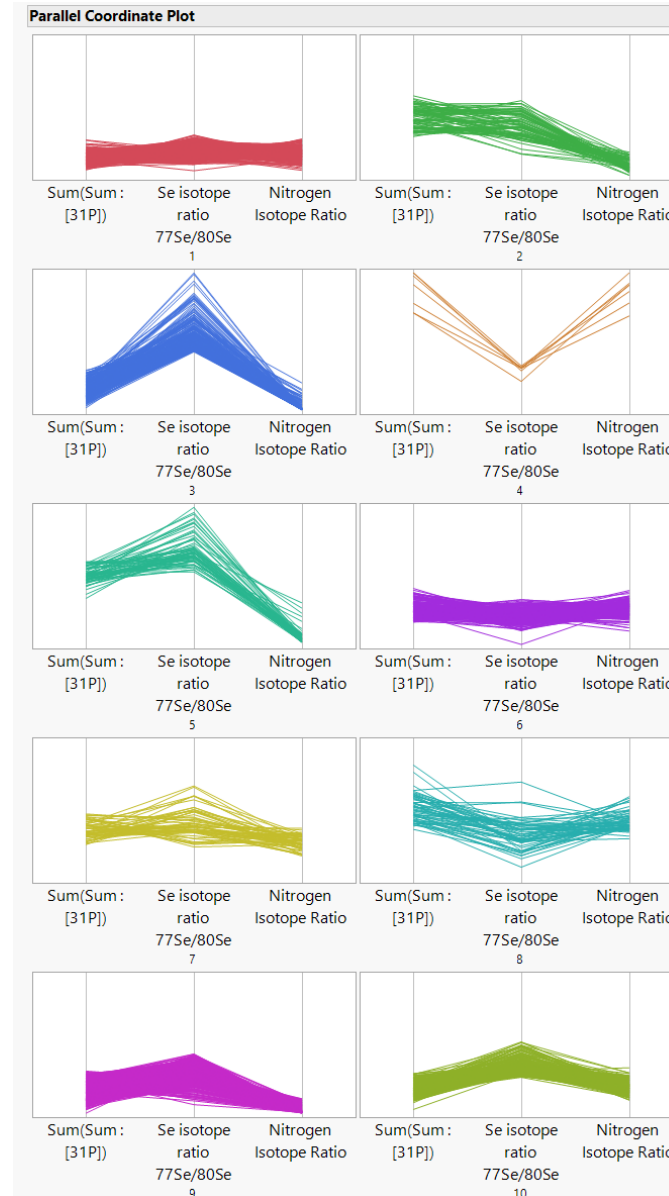 Parallel Coordinate Plot
Sum(Sum : Se isotope Nitrogen Sum(Sum : Se isotope Nitrogen
[31P]) ratio Isotope Ratio [31P]) ratio Isotope Ratio
77Se/80Se 77Se/80Se
1 2
Sum(Sum : Se isotope Nitrogen Sum(Sum : Se isotope Nitrogen
[31P]) ratio Isotope Ratio [31P]) ratio Isotope Ratio
77Se/80Se 77Se/80Se
3 4
Sum(Sum : Se isotope Nitrogen Sum(Sum : Se isotope Nitrogen
[31P]) ratio Isotope Ratio [31P]) ratio Isotope Ratio
77Se/80Se 77Se/80Se
5 6
Sum(Sum : Se isotope Nitrogen Sum(Sum : Se isotope Nitrogen
[31P]) ratio Isotope Ratio [31P]) ratio Isotope Ratio
77Se/80Se 77Se/80Se
7 8
Sum(Sum : Se isotope Nitrogen Sum(Sum : Se isotope Nitrogen
[31P]) ratio Isotope Ratio [31P]) ratio Isotope Ratio
77Se/80Se 77Se/80Se
9 10